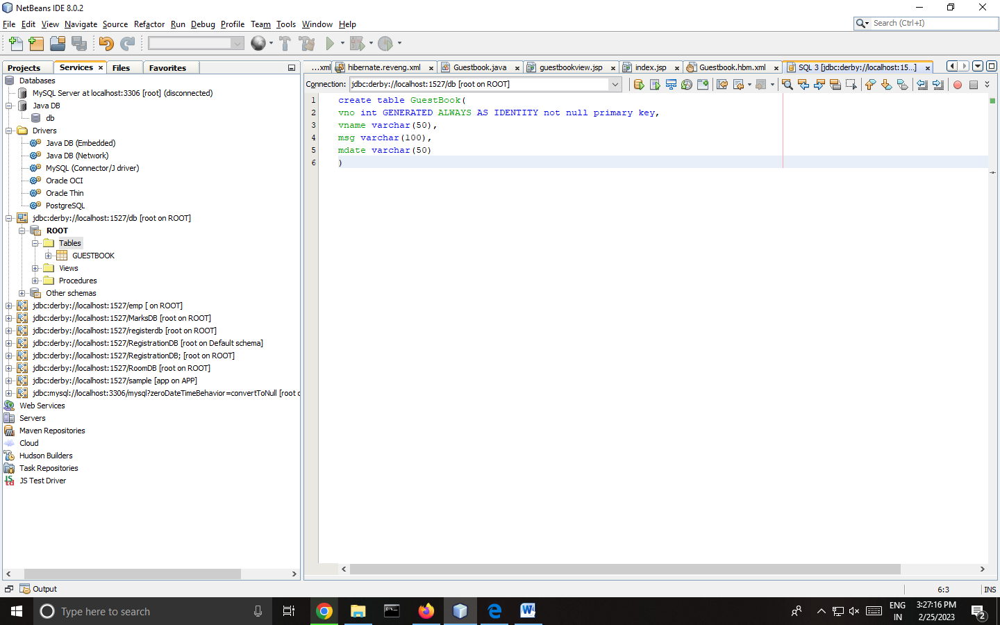 NetBeans IDE 8.0.2
File Edit View Navigate Source Refactor Run Debug Profile Team Tools Window Help
Search (Ctrl+I)
Projects Services Files Favorites
...xml hibernate.reveng.xml Guestbook.java guestbookview.jsp index.jsp Guestbook.hbm.xml SQL 3 [jdbc:derby://localhost:15...]
Connection: jdbc:derby://localhost:1527/db [root on ROOT]
Databases
MySQL Server at localhost:3306 [root] (disconnected)
Java DB
db
Drivers
Java DB (Embedded)
Java DB (Network)
MySQL (Connector/J driver)
Oracle OCI
Oracle Thin
PostgreSQL
jdbc:derby://localhost:1527/db [root on ROOT]
ROOT
Tables
GUESTBOOK
Views
Procedures
Other schemas
jdbc:derby://localhost:1527/emp [ on ROOT]
jdbc:derby://localhost:1527/MarksDB [root on ROOT]
jdbc:derby://localhost:1527/registerdb [root on ROOT]
jdbc:derby://localhost:1527/RegistrationDB [root on Default schema]
jdbc:derby://localhost:1527/RegistrationDB; [root on ROOT]
jdbc:derby://localhost:1527/RoomDB [root on ROOT]
jdbc:derby://localhost:1527/sample [app on APP]
jdbc:mysql://localhost:3306/mysql?zeroDateTimeBehavior=convertToNull [root
Web Services
Servers
Maven Repositories
Cloud
Hudson Builders
Task Repositories
JS Test Driver
1 create table GuestBook(
2 vno int GENERATED ALWAYS AS IDENTITY not null primary key,
3 vname varchar(50),
4 msg varchar(100),
5 mdate varchar(50)
6 )
Output
6:3 INS
Type here to search
ENG
IN
3:27:16 PM
2/25/2023
2